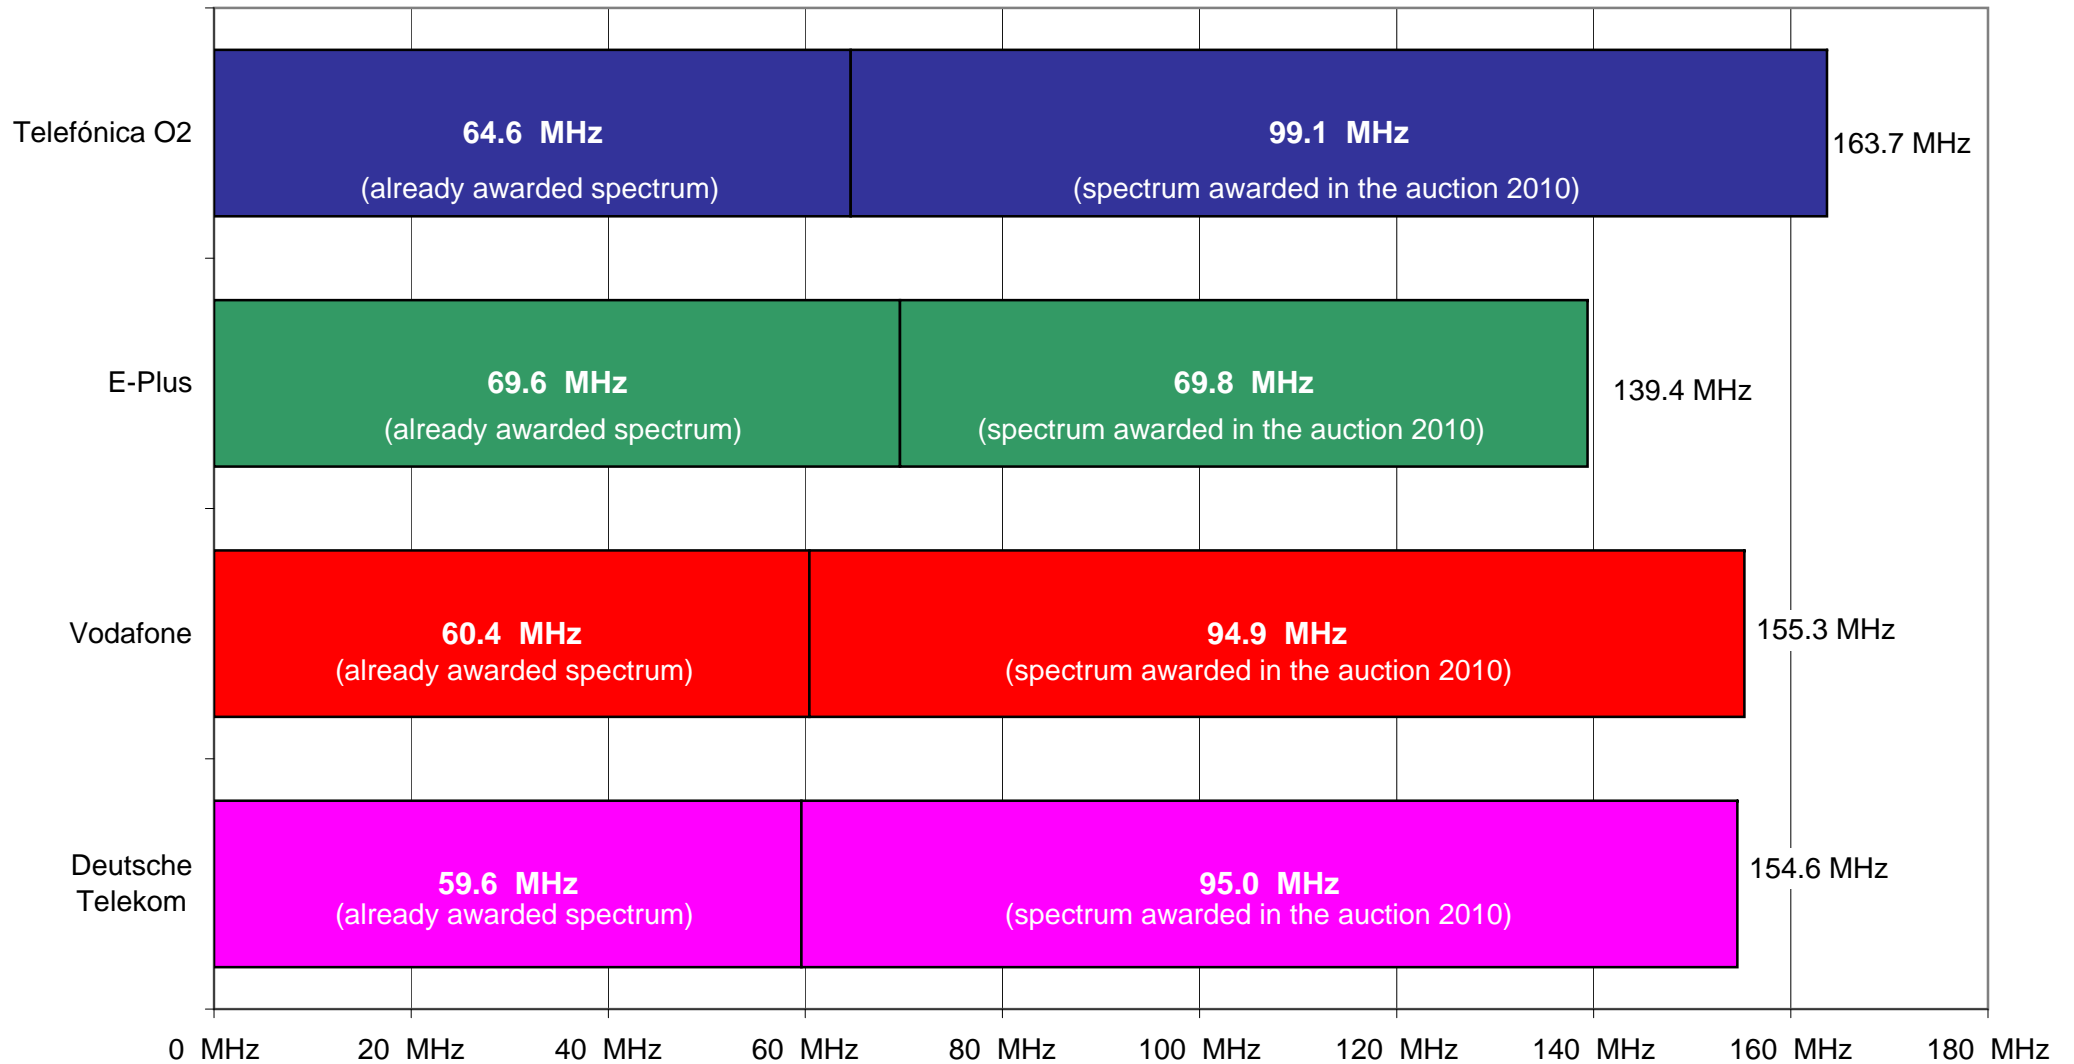 Telefónica O2
64.6 MHz
(already awarded spectrum)
99.1 MHz
(spectrum awarded in the auction 2010)
163.7 MHz
E-Plus
69.6 MHz
(already awarded spectrum)
69.8 MHz
(spectrum awarded in the auction 2010)
139.4 MHz
Vodafone
60.4 MHz
(already awarded spectrum)
94.9 MHz
(spectrum awarded in the auction 2010)
155.3 MHz
Deutsche
Telekom
59.6 MHz
(already awarded spectrum)
95.0 MHz
(spectrum awarded in the auction 2010)
154.6 MHz
0 MHz 20 MHz 40 MHz 60 MHz 80 MHz 100 MHz 120 MHz 140 MHz 160 MHz 180 MHz